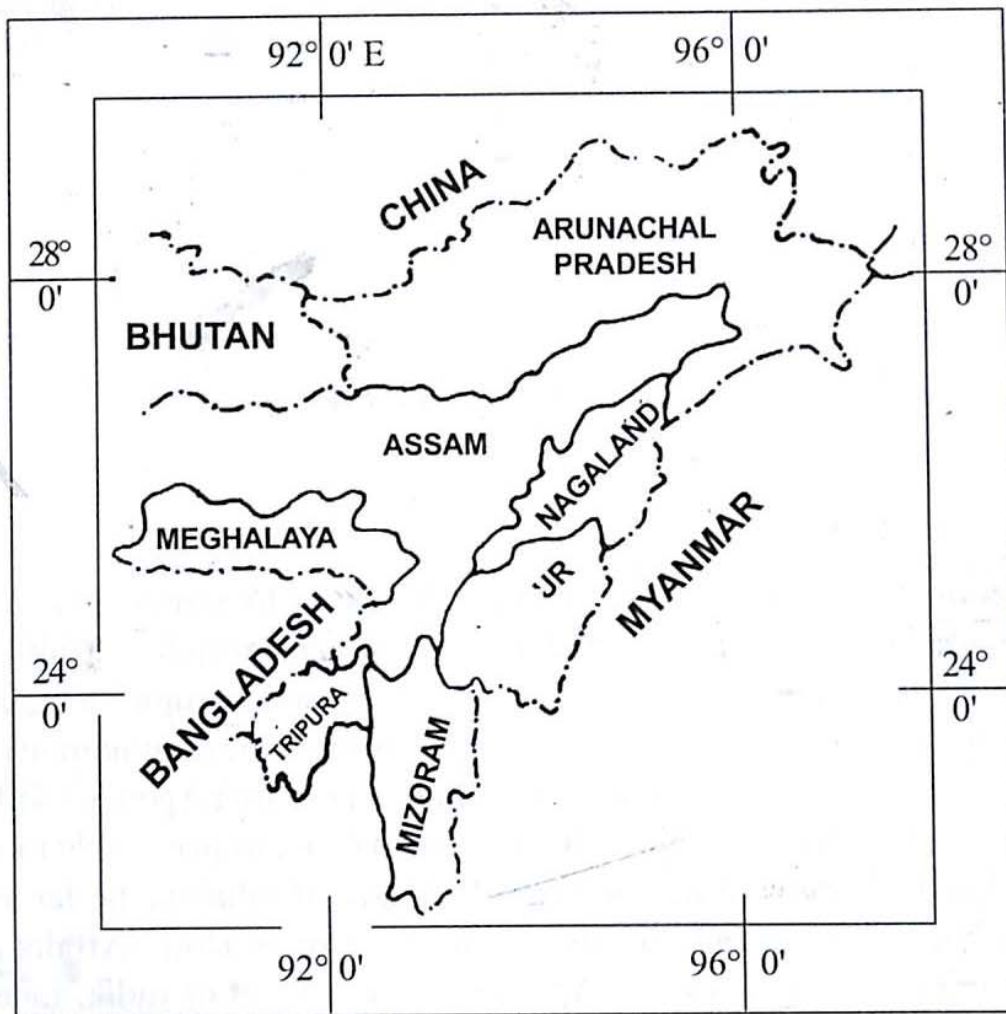 92° 0' E
96° 0'
CHINA
ARUNACHAL
PRADESH
28°
0'
28°
0'
BHUTAN
ASSAM
NAGALAND
MEGHALAYA
'UR
MYANMAR
BANGLADESH
24°
0'
24°
0'
TRIPURA
MIZORAM
92° 0'
96° 0'